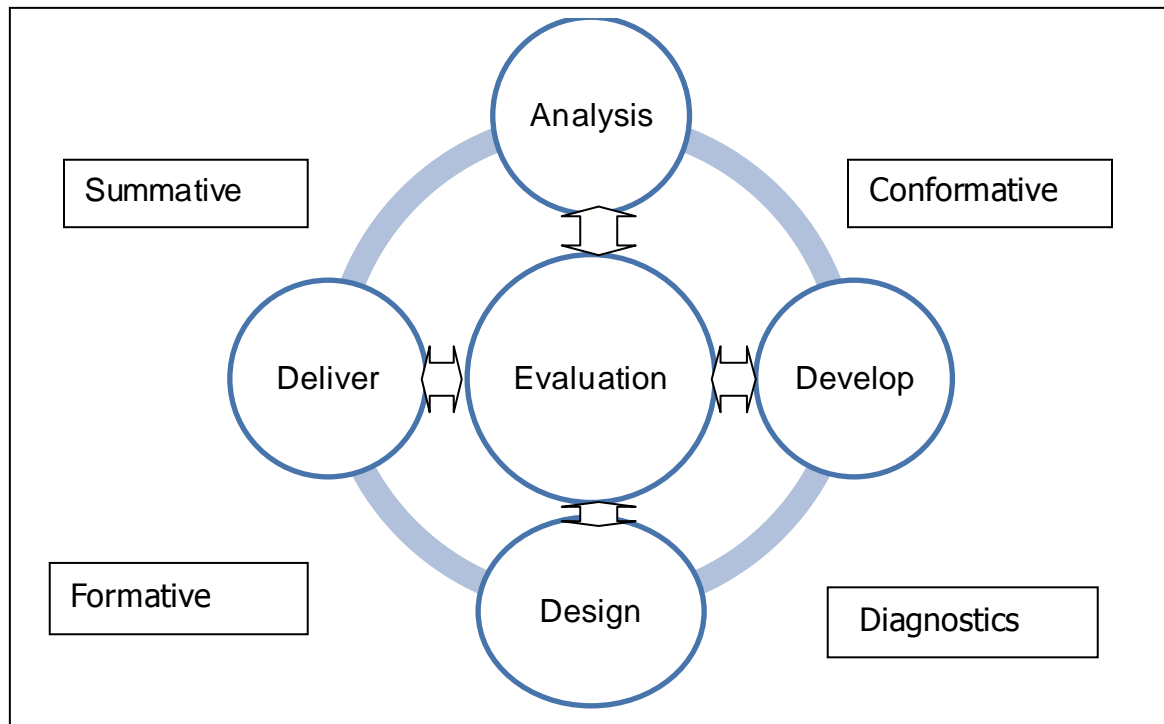 Analysis
Summative
Conformative
Deliver
Evaluation
Develop
Formative
Design
Diagnostics